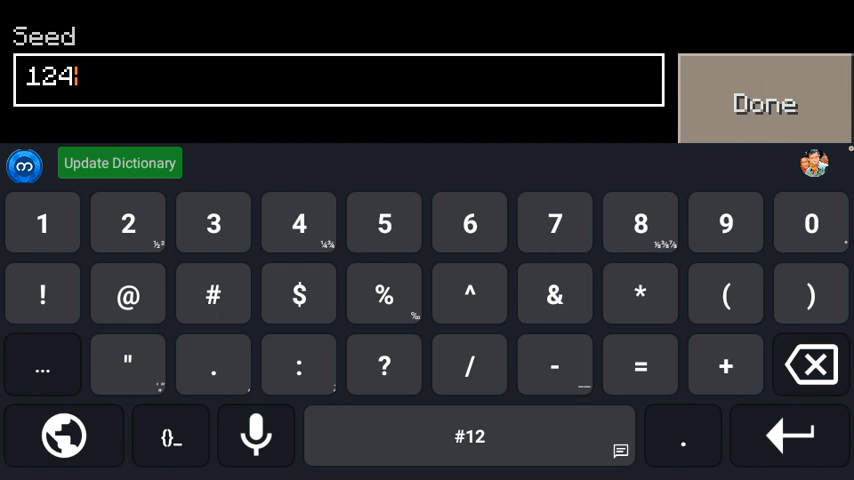 Seed
124
Done
Update Dictionary
1 2 3 4 5 6 7 8 9 0
! @ # $ % ^ & * ( )
... " . : ? / - = +
{}_ #12 .